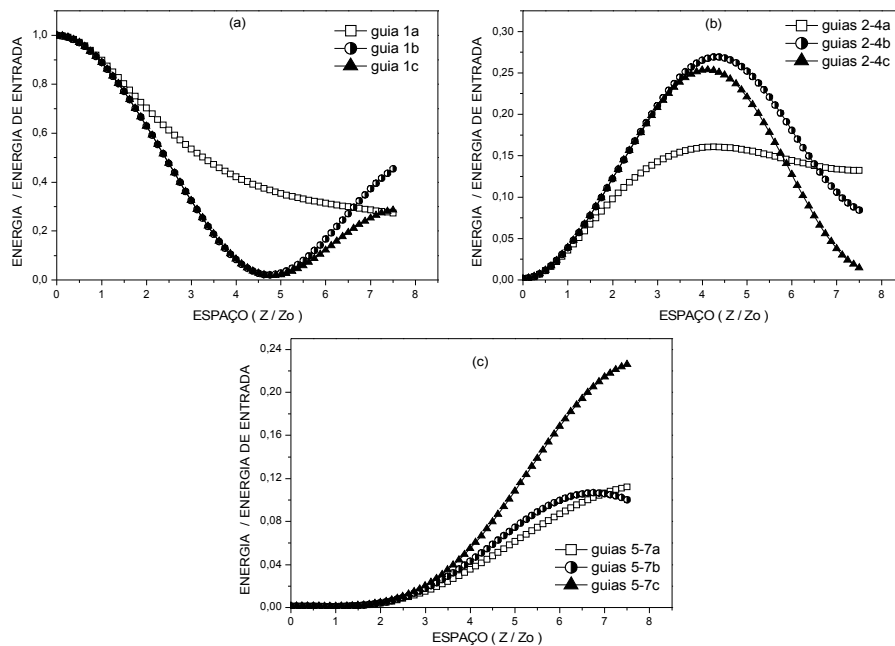 (a)
guia 1a
guia 1b
guia 1c
ENERGIA / ENERGIA DE ENTRADA
1,0
0,8
0,6
0,4
0,2
0,0
0 1 2 3 4 5 6 7 8
ESPAÇO ( Z / Zo )
(b)
guias 2-4a
guias 2-4b
guias 2-4c
ENERGIA / ENERGIA DE ENTRADA
0,30
0,25
0,20
0,15
0,10
0,05
0,00
0 1 2 3 4 5 6 7 8
ESPAÇO ( Z / Zo )
(c)
ENERGIA / ENERGIA DE ENTRADA
0,24
0,20
0,16
0,12
0,08
0,04
0,00
guias 5-7a
guias 5-7b
guias 5-7c
0 1 2 3 4 5 6 7 8
ESPAÇO ( Z / Zo )